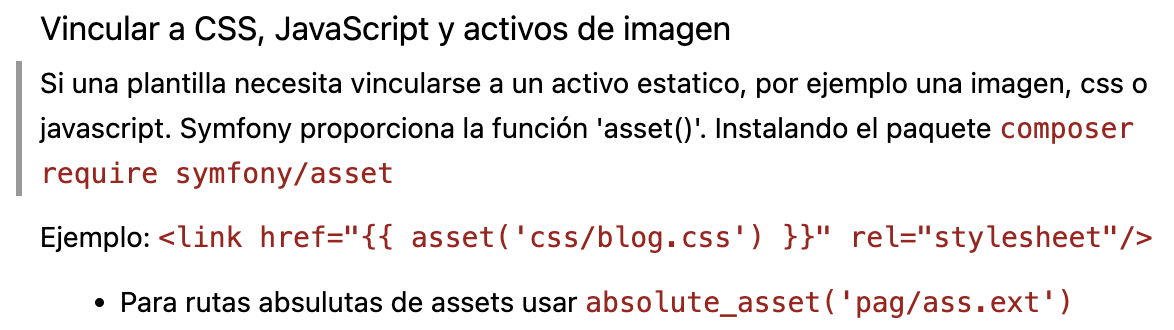 Vincular a CSS, JavaScript y activos de imagen
Si una plantilla necesita vincularse a un activo estatico, por ejemplo una imagen, css o
javascript. Symfony proporciona la función 'asset()'. Instalando el paquete composer
require symfony/asset
Ejemplo: <link href="{{ asset('css/blog.css') }}" rel="stylesheet"/>
• Para rutas absulutas de assets usar absolute_asset('pag/ass.ext')